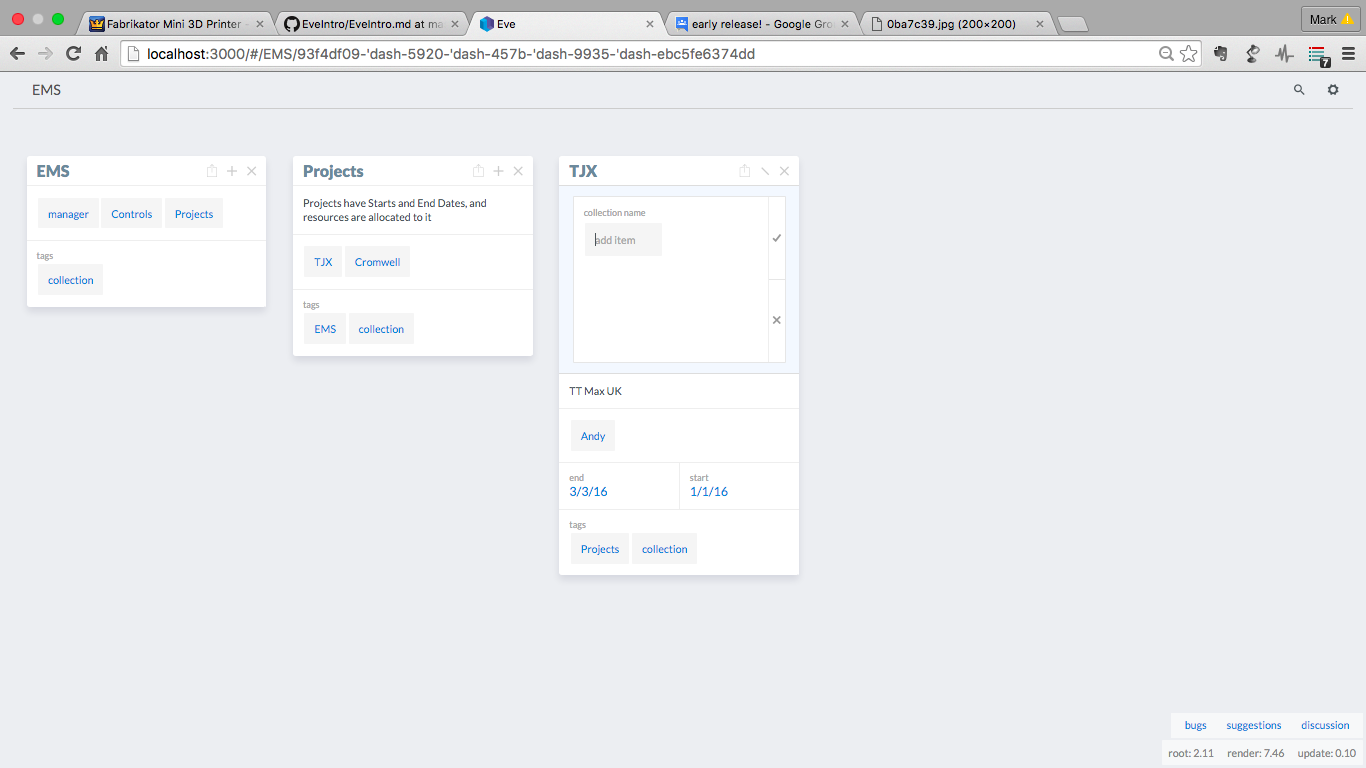 Fabrikator Mini 3D Printer -
EveIntro/EveIntro.md at ma
Eve
early release! - Google Gro
0ba7c39.jpg (200×200)
Mark
localhost:3000/#/EMS/93f4df09-'dash-5920-'dash-457b-'dash-9935-'dash-ebc5fe6374dd
7
EMS
EMS
manager Controls Projects
tags
collection
Projects
Projects have Starts and End Dates, and
resources are allocated to it
TJX Cromwell
tags
EMS collection
TJX
collection name
add item
TT Max UK
Andy
end start
3/3/16 1/1/16
tags
Projects collection
bugs suggestions discussion
root: 2.11 render: 7.46 update: 0.10